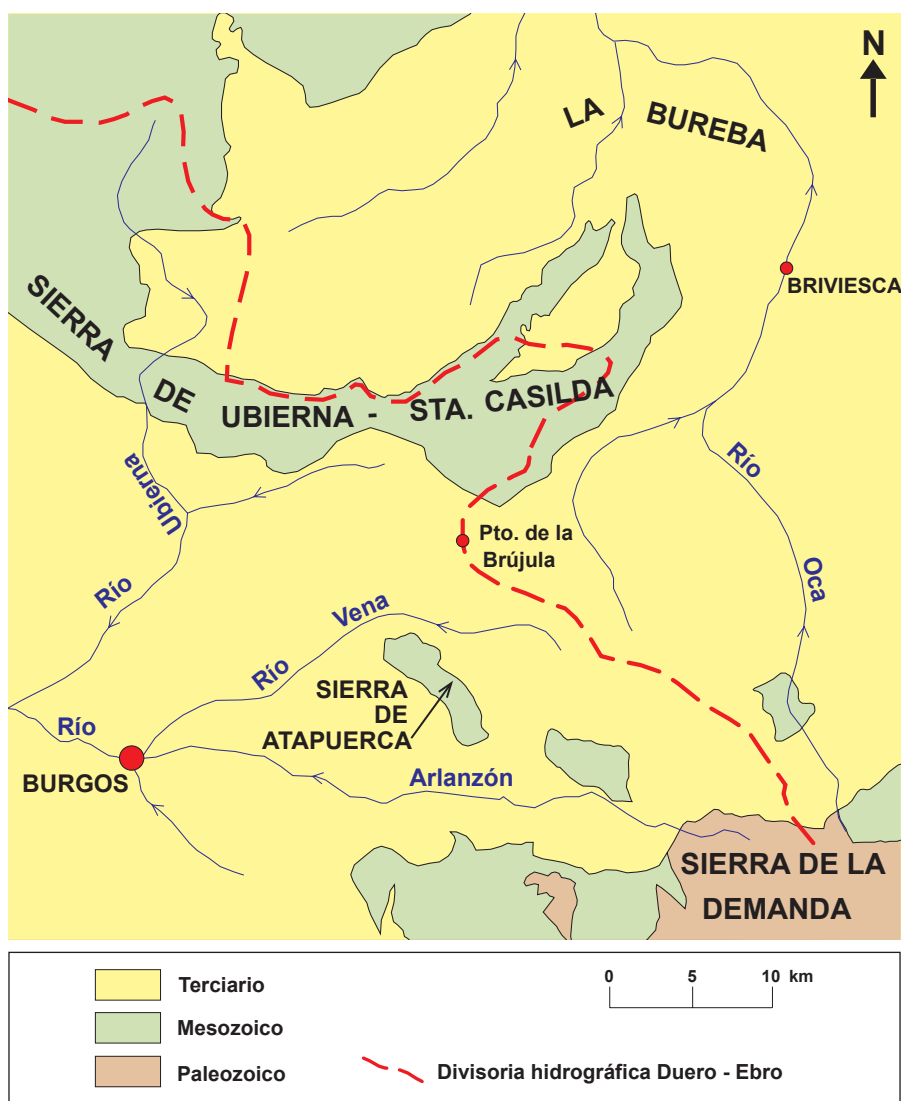 N
LA BUREBA
BRIVIESCA
SIERRA DE UBIERNA - STA. CASILDA
Río Ubierna
Pto. de la
Brújula
Río Oca
Río Vena
SIERRA
DE
ATAPUERCA
Río Arlanzón
BURGOS
SIERRA DE LA
DEMANDA
Terciario
0 5 10 km
Mesozoico
Paleozoico
Divisoria hidrográfica Duero - Ebro